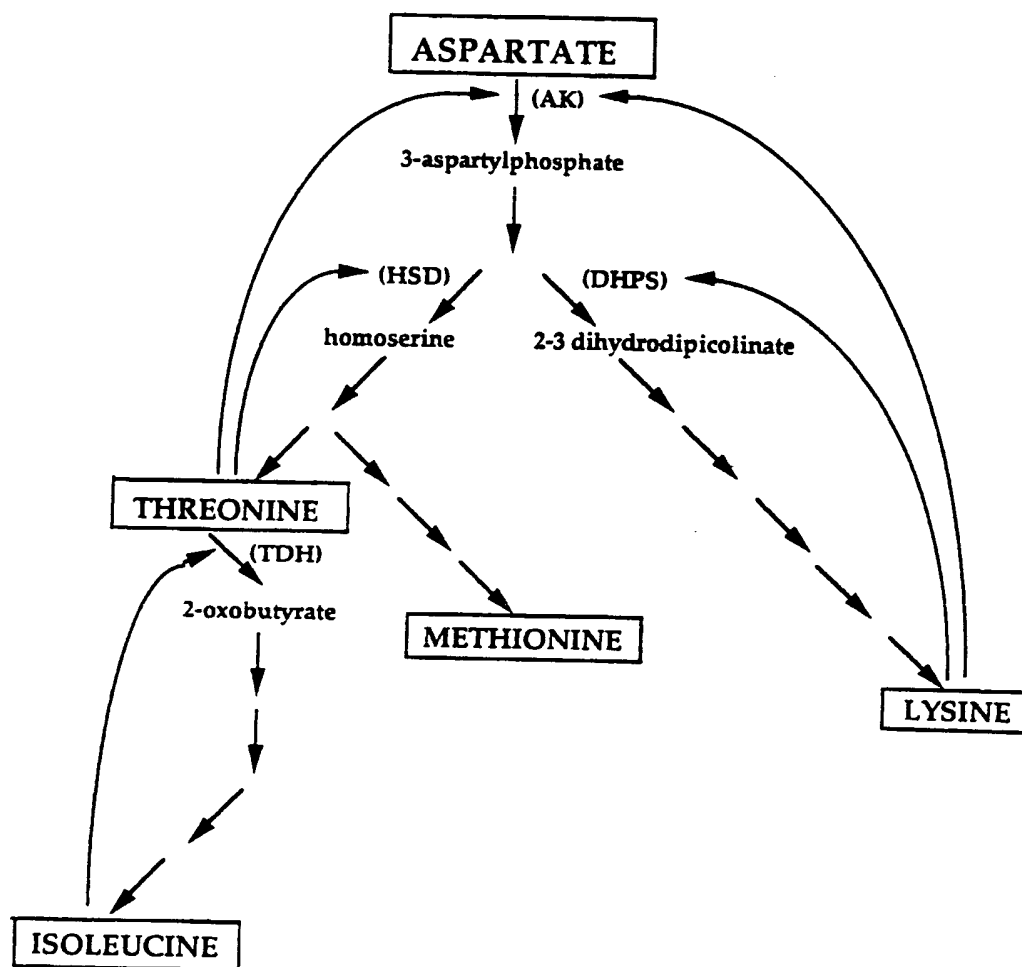 ASPARTATE
(AK)
3-aspartylphosphate
(HSD)
(DHPS)
homoserine
2-3 dihydrodipicolinate
THREONINE
(TDH)
2-oxobutyrate
METHIONINE
LYSINE
ISOLEUCINE